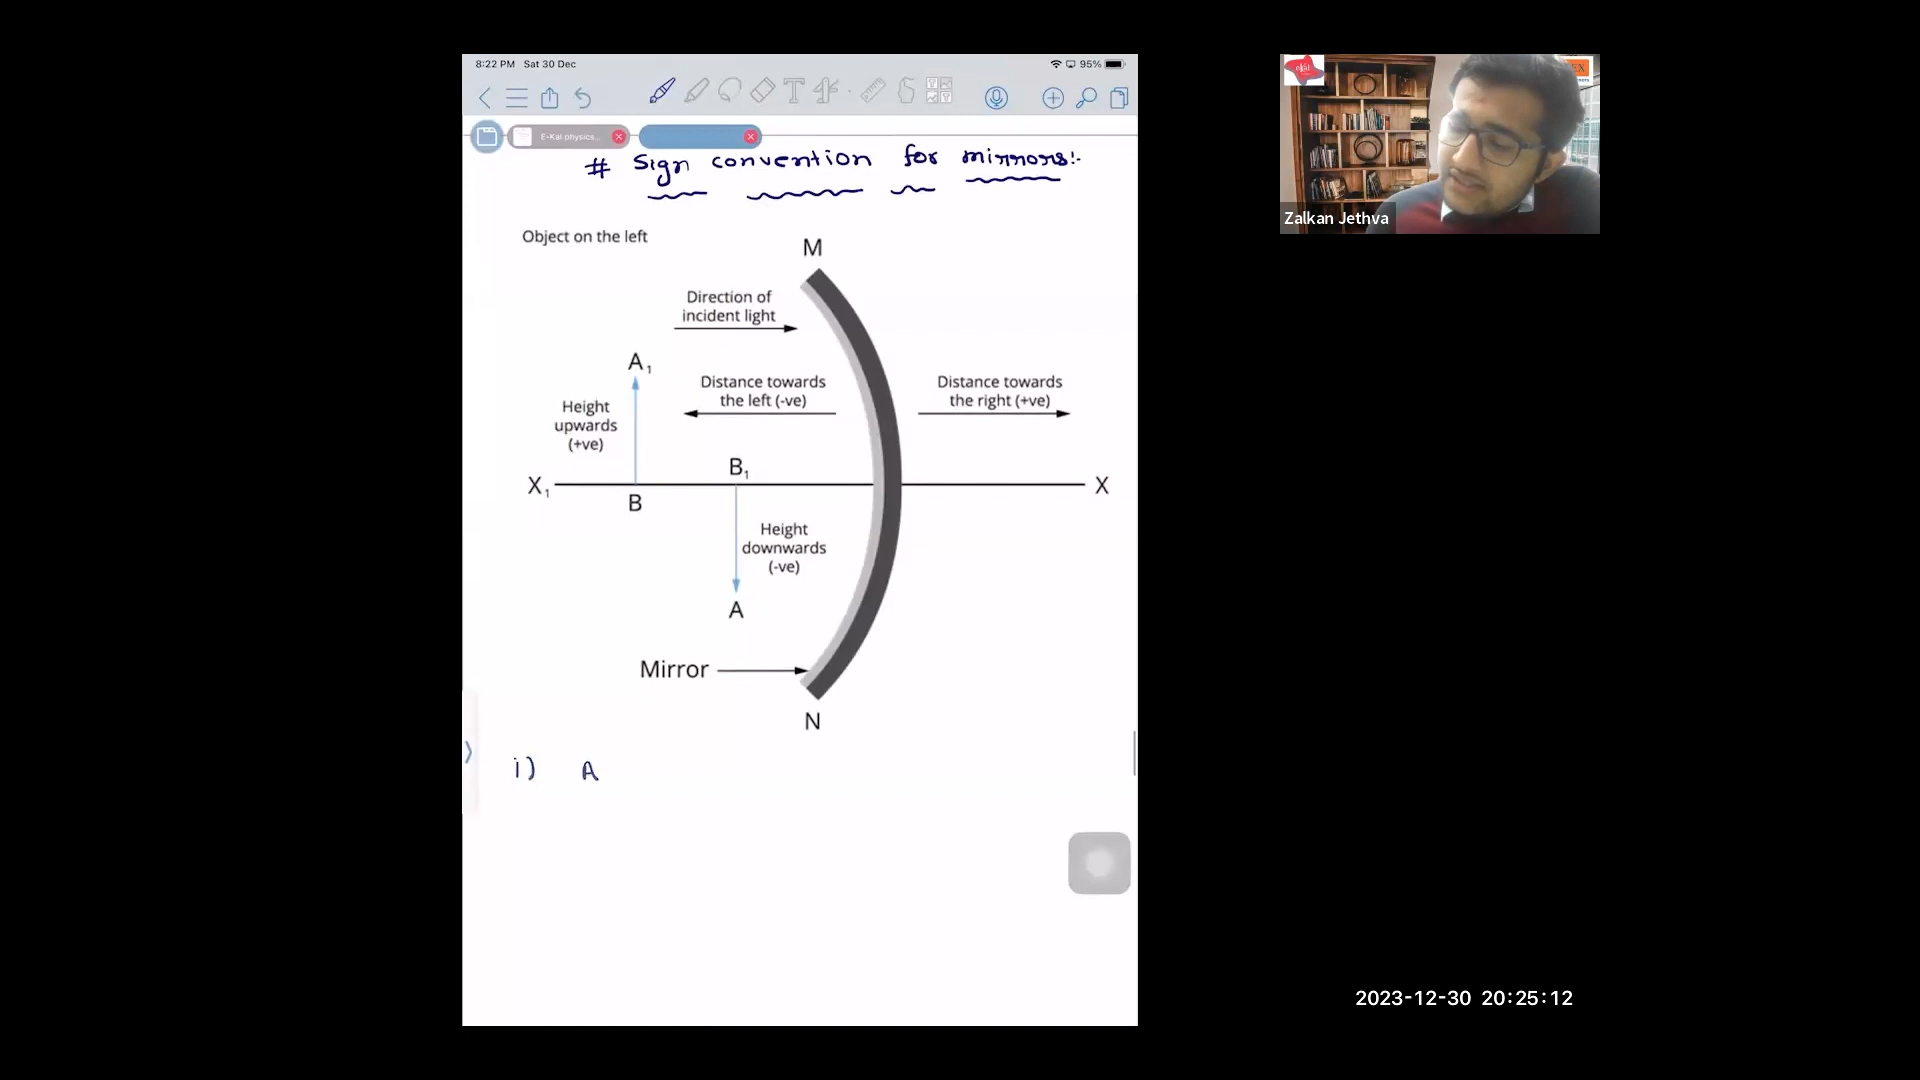 8:22 PM Sat 30 Dec
95%
E-Kal physics...
# Sign convention for mirrors:-
Object on the left
M
Direction of
incident light
A1
Distance towards
the left (-ve)
Distance towards
the right (+ve)
Height
upwards
(+ve)
B1
X1
X
B
Height
downwards
(-ve)
A
Mirror
N
i) A
Zalkan Jethva
2023-12-30 20:25:12